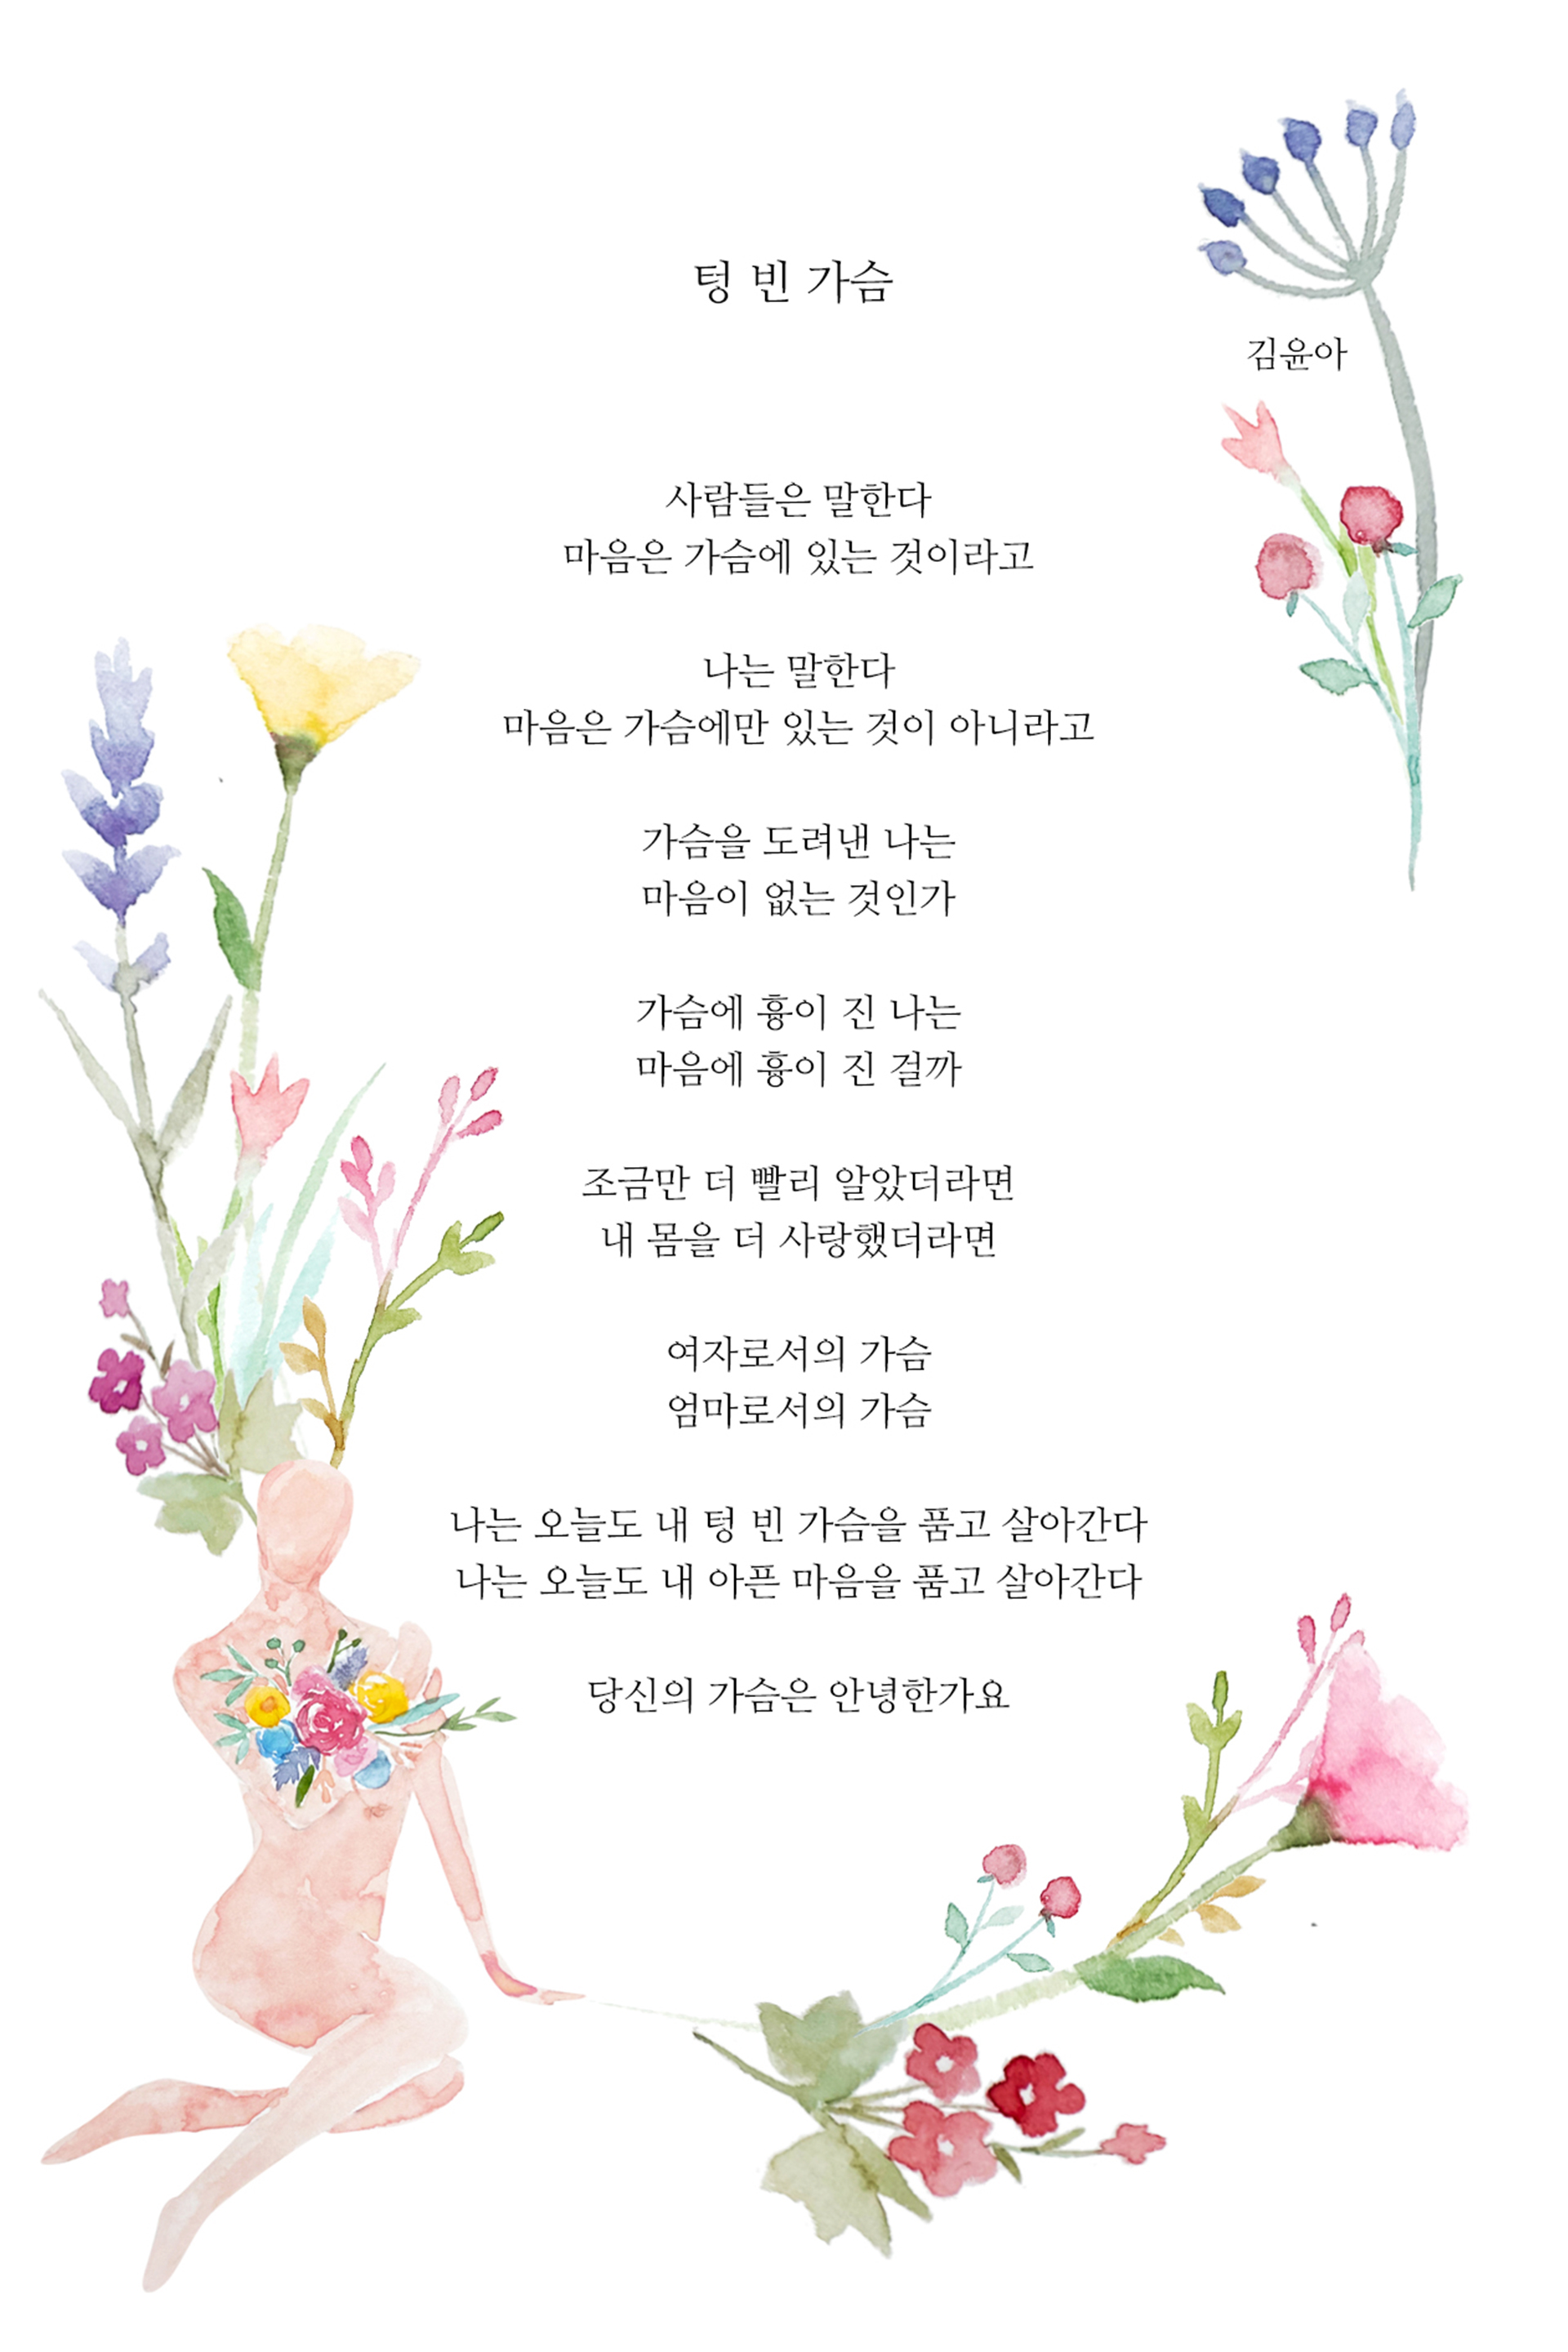 텅 빈 가슴
김윤아
사람들은 말한다
마음은 가슴에 있는 것이라고
나는 말한다
마음은 가슴에만 있는 것이 아니라고
가슴을 도려낸 나는
마음이 없는 것인가
가슴에 흉이 진 나는
마음에 흉이 진 걸까
조금만 더 빨리 알았더라면
내 몸을 더 사랑했더라면
여자로서의 가슴
엄마로서의 가슴
나는 오늘도 내 텅 빈 가슴을 품고 살아간다
나는 오늘도 내 아픈 마음을 품고 살아간다
당신의 가슴은 안녕한가요